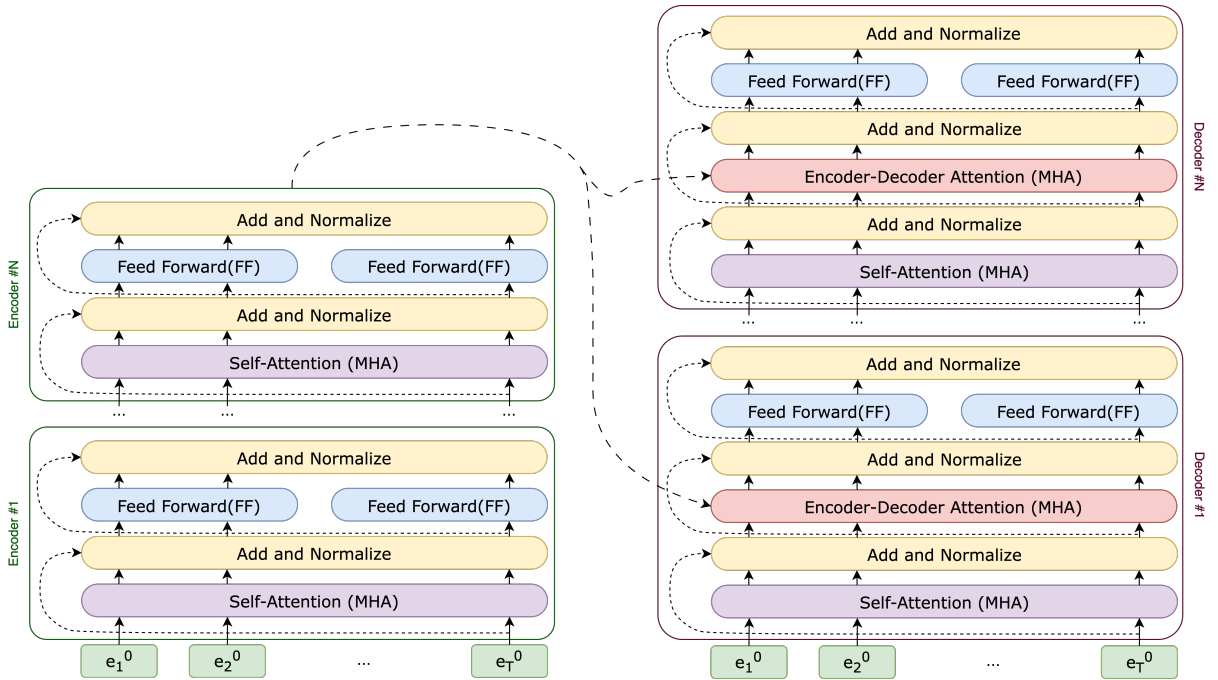 Encoder #N
Add and Normalize
Feed Forward(FF) Feed Forward(FF)
Add and Normalize
Self-Attention (MHA)
... ... ...
Encoder #1
Add and Normalize
Feed Forward(FF) Feed Forward(FF)
Add and Normalize
Self-Attention (MHA)
e₁⁰ e₂⁰ ... e_T⁰
Decoder #N
Add and Normalize
Feed Forward(FF) Feed Forward(FF)
Add and Normalize
Encoder-Decoder Attention (MHA)
Add and Normalize
Self-Attention (MHA)
... ... ...
Decoder #1
Add and Normalize
Feed Forward(FF) Feed Forward(FF)
Add and Normalize
Encoder-Decoder Attention (MHA)
Add and Normalize
Self-Attention (MHA)
e₁⁰ e₂⁰ ... e_T⁰